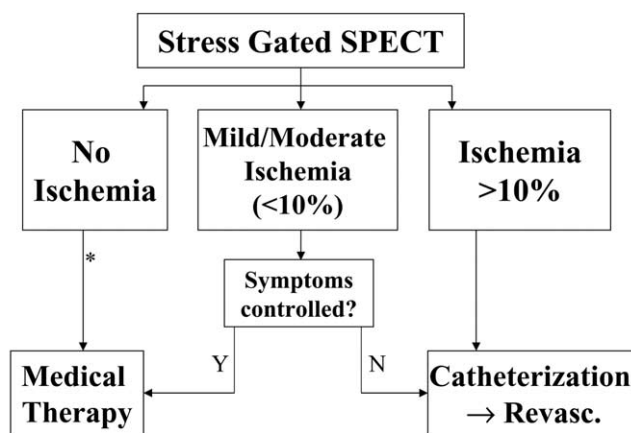 Stress Gated SPECT
No
Ischemia
Mild/Moderate
Ischemia
(<10%)
Ischemia
>10%
*
Symptoms
controlled?
Y
N
Medical
Therapy
Catheterization
→ Revasc.